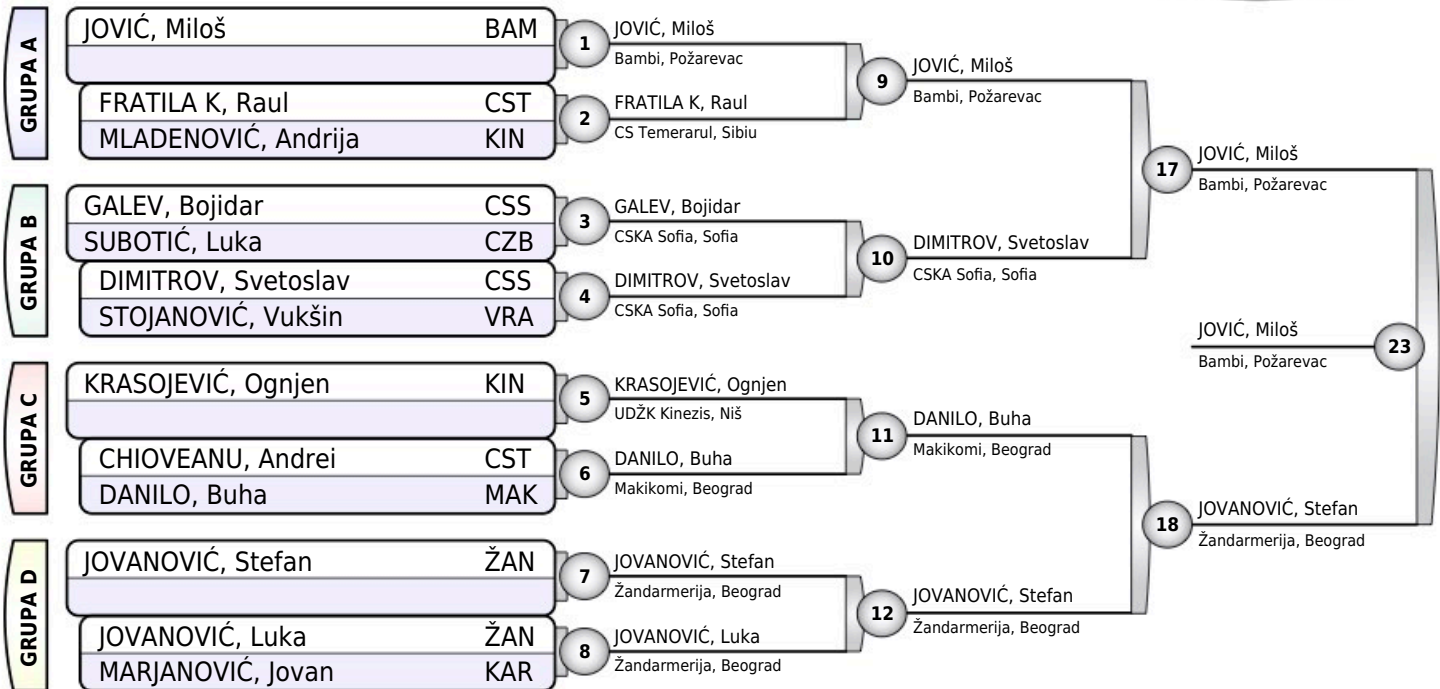 GRUPA A
JOVIĆ, Miloš BAM
FRATILA K, Raul CST
MLADENOVIĆ, Andrija KIN
GRUPA B
GALEV, Bojidar CSS
SUBOTIĆ, Luka CZB
DIMITROV, Svetoslav CSS
STOJANOVIĆ, Vukšin VRA
GRUPA C
KRASOJEVIĆ, Ognjen KIN
CHIOVEANU, Andrei CST
DANILO, Buha MAK
GRUPA D
JOVANOVIĆ, Stefan ŽAN
JOVANOVIĆ, Luka ŽAN
MARJANOVIĆ, Jovan KAR
1
JOVIĆ, Miloš
Bambi, Požarevac
2
FRATILA K, Raul
CS Temerarul, Sibiu
3
GALEV, Bojidar
CSKA Sofia, Sofia
4
DIMITROV, Svetoslav
CSKA Sofia, Sofia
5
KRASOJEVIĆ, Ognjen
UDŽK Kinezis, Niš
6
DANILO, Buha
Makikomi, Beograd
7
JOVANOVIĆ, Stefan
Žandarmerija, Beograd
8
JOVANOVIĆ, Luka
Žandarmerija, Beograd
9
JOVIĆ, Miloš
Bambi, Požarevac
10
DIMITROV, Svetoslav
CSKA Sofia, Sofia
11
DANILO, Buha
Makikomi, Beograd
12
JOVANOVIĆ, Stefan
Žandarmerija, Beograd
17
JOVIĆ, Miloš
Bambi, Požarevac
18
JOVANOVIĆ, Stefan
Žandarmerija, Beograd
JOVIĆ, Miloš
Bambi, Požarevac
23